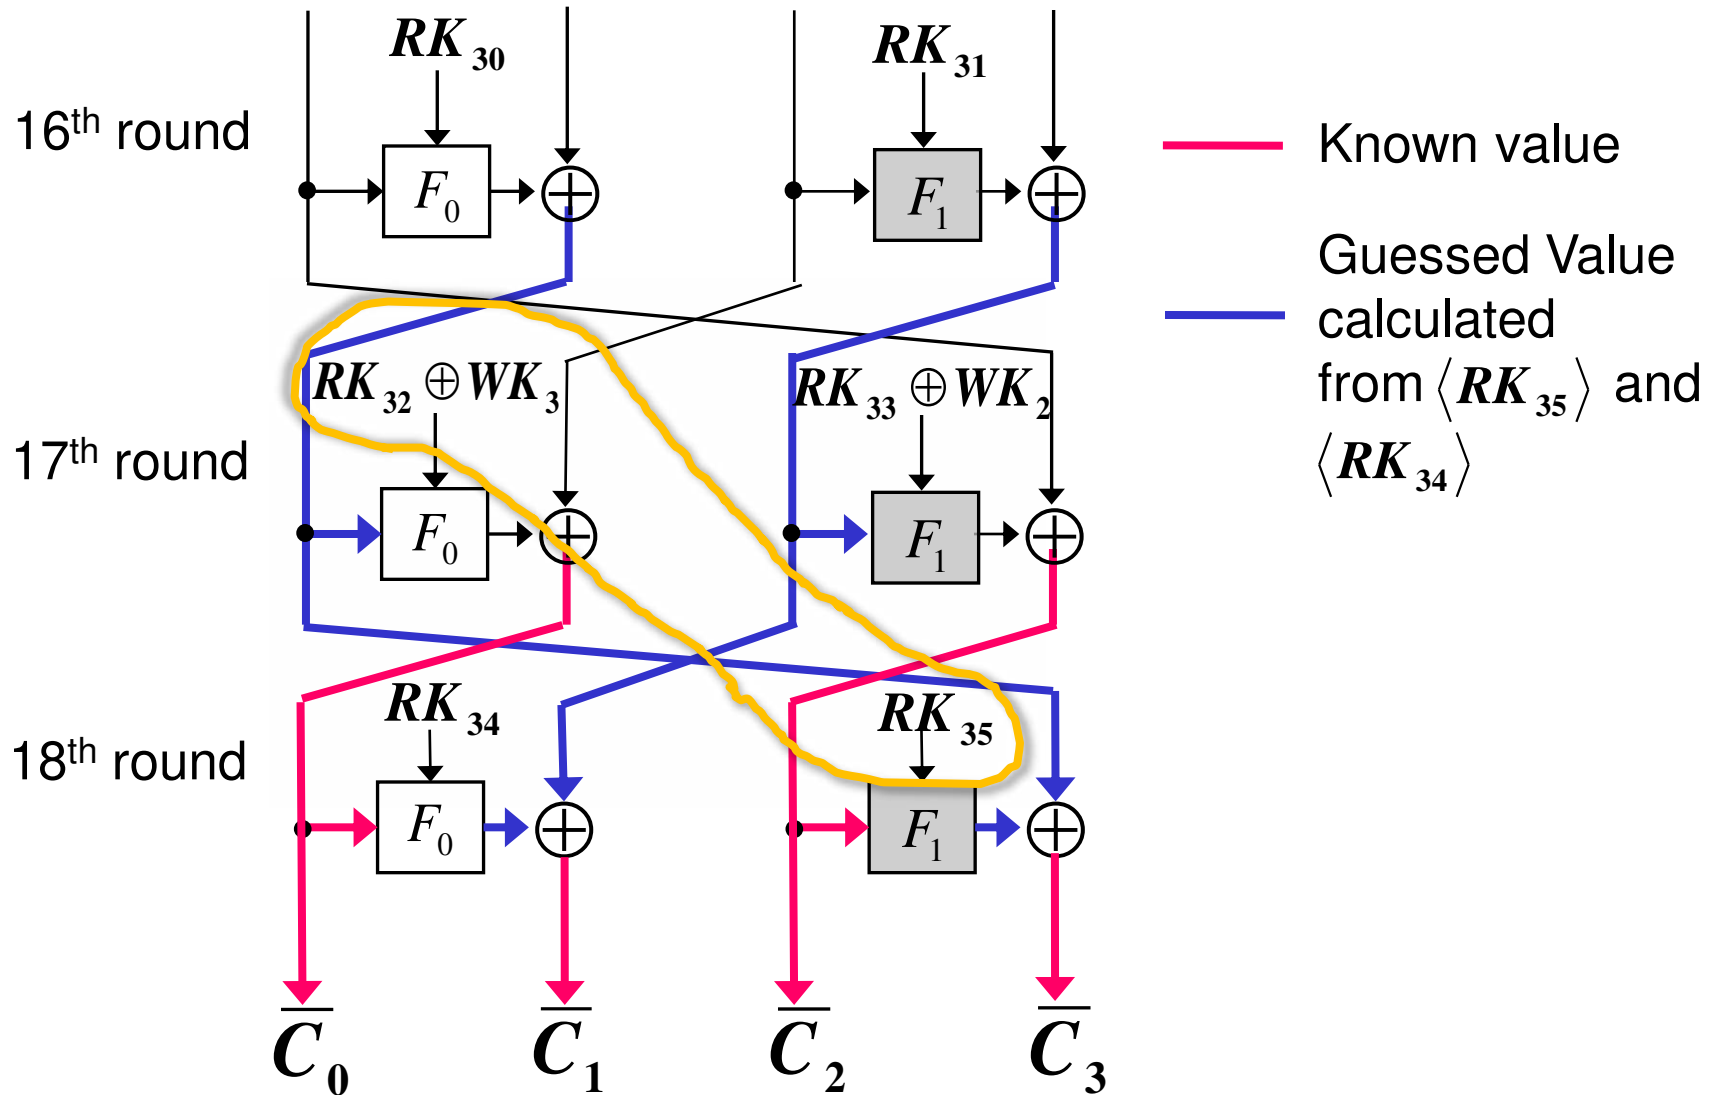 RK₃₀
RK₃₁
16ᵗʰ round
F₀
F₁
Known value
Guessed Value
calculated
from ⟨RK₃₅⟩ and
⟨RK₃₄⟩
RK₃₂ ⊕ WK₃
RK₃₃ ⊕ WK₂
17ᵗʰ round
F₀
F₁
RK₃₄
RK₃₅
18ᵗʰ round
F₀
F₁
C̅₀
C̅₁
C̅₂
C̅₃